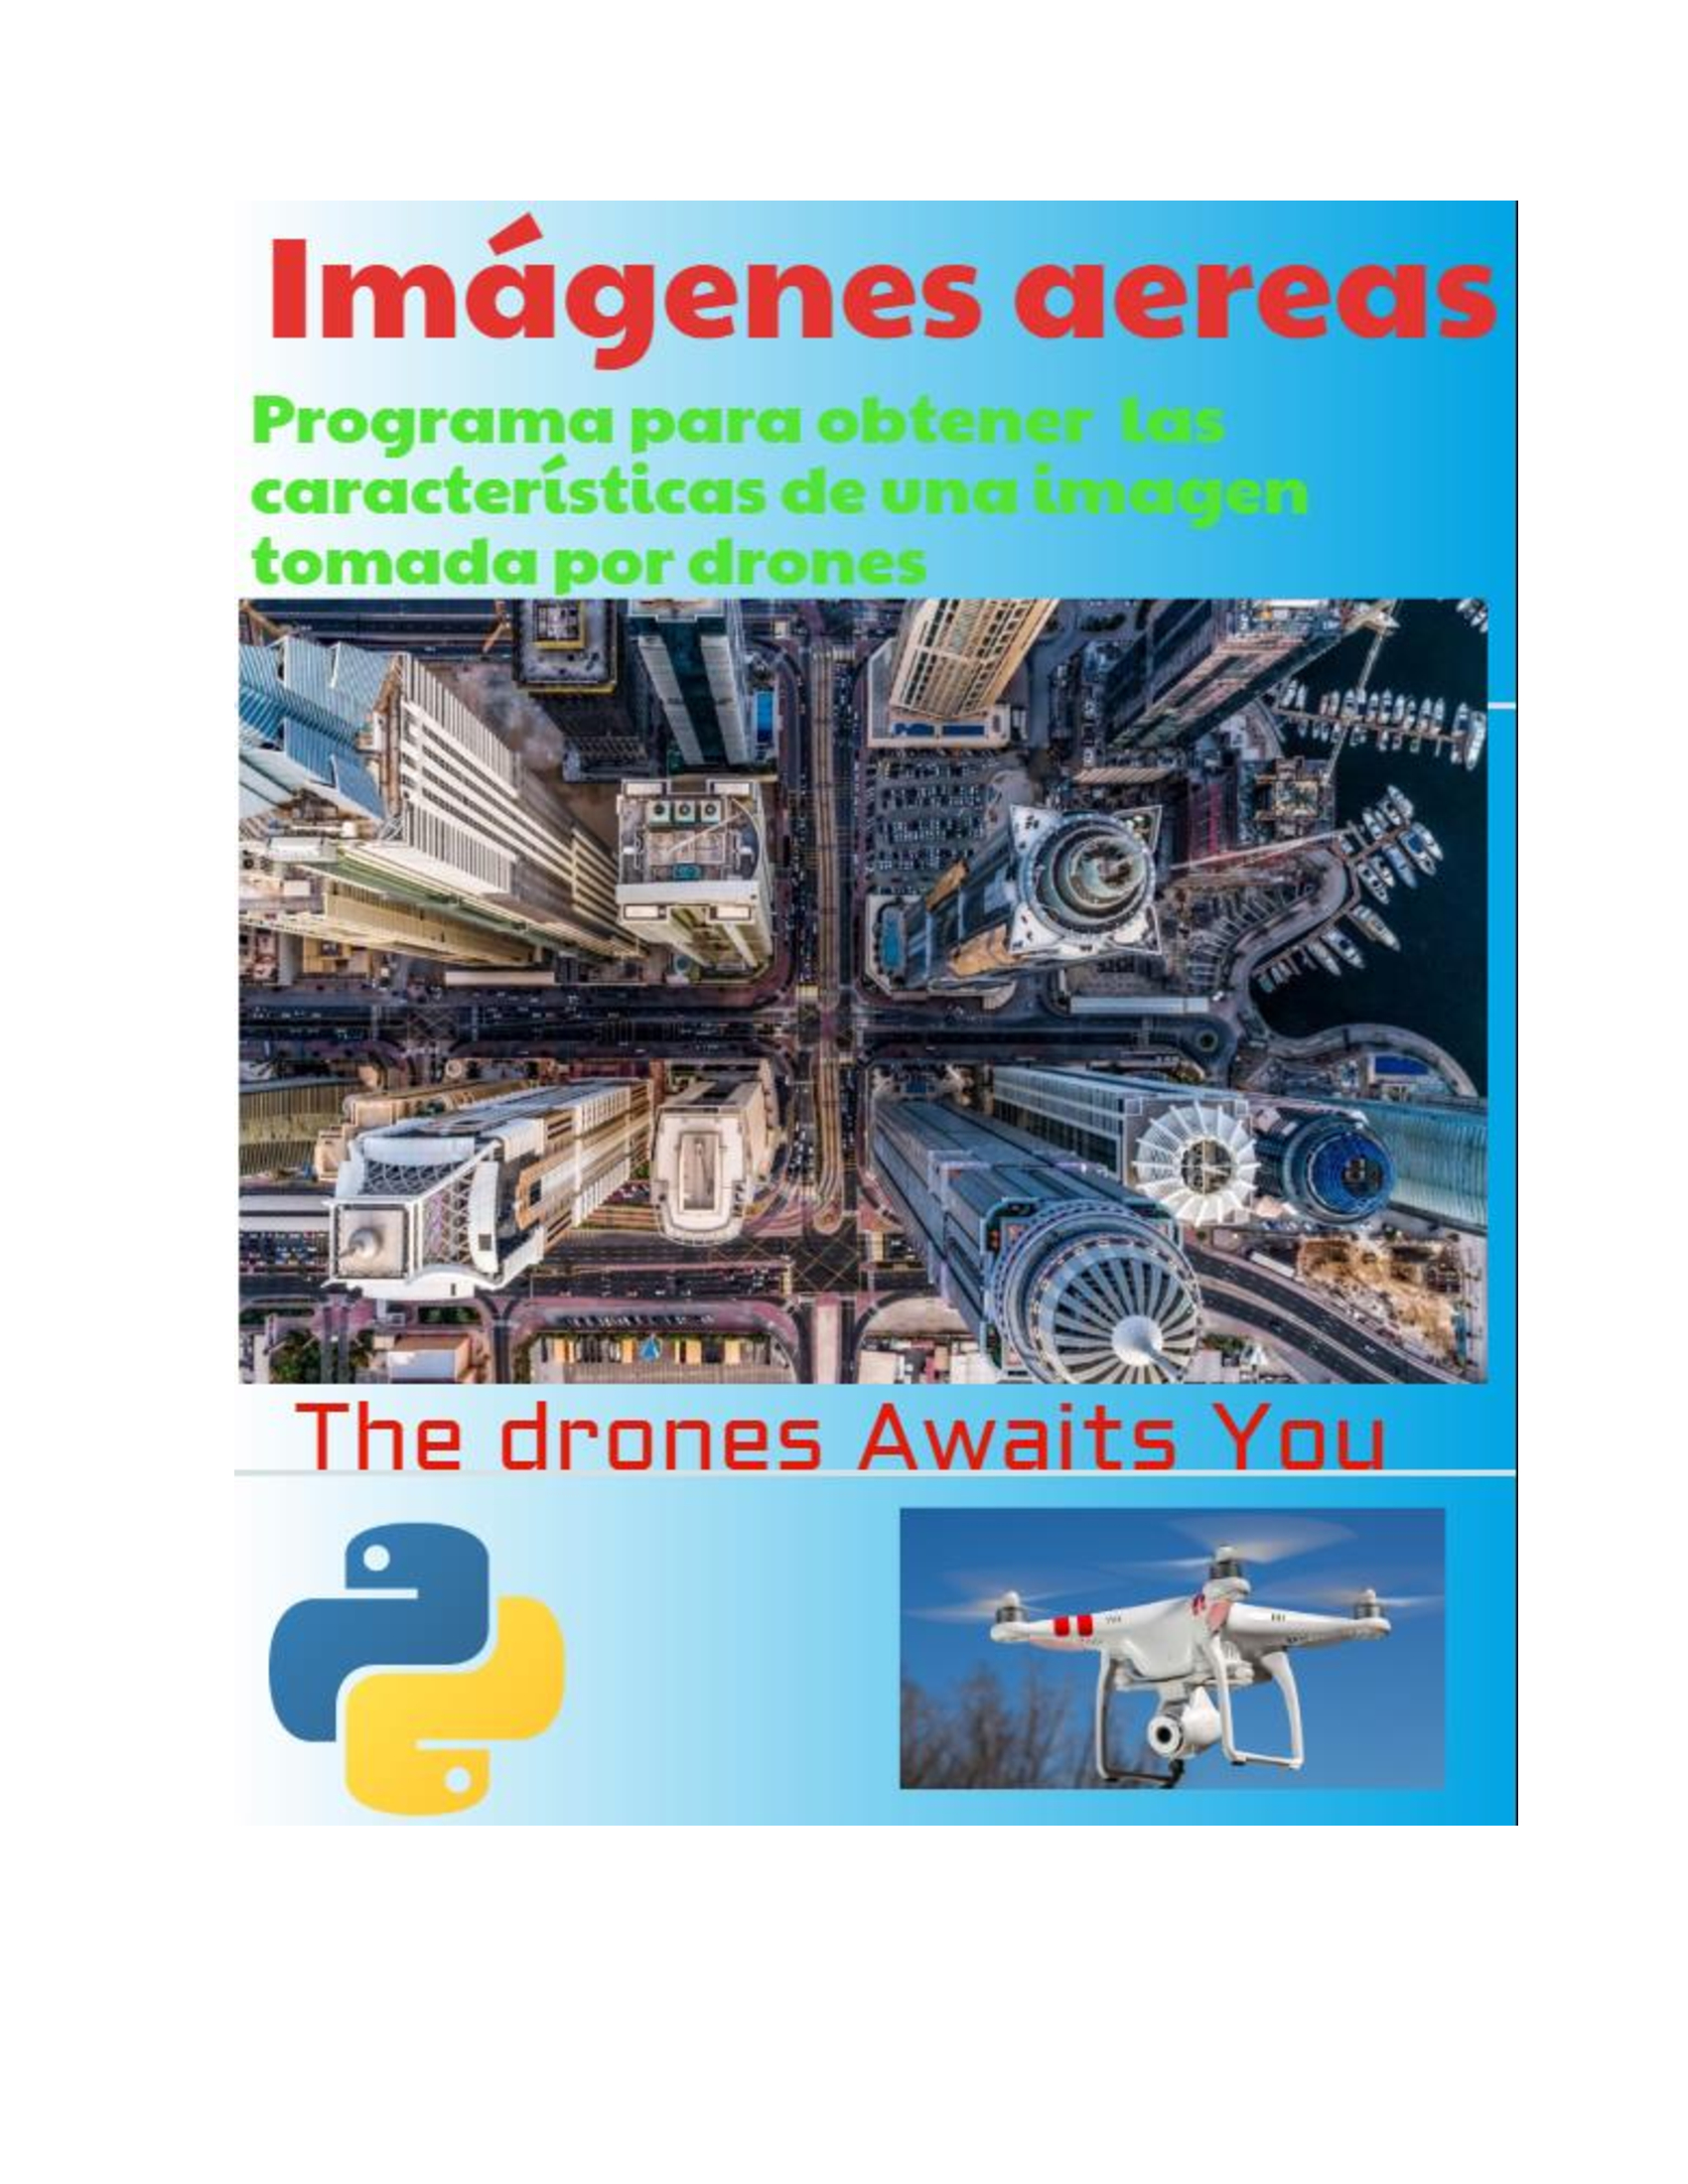 Imágenes aereas
Programa para obtener las
características de una imagen
tomada por drones
The drones Awaits You